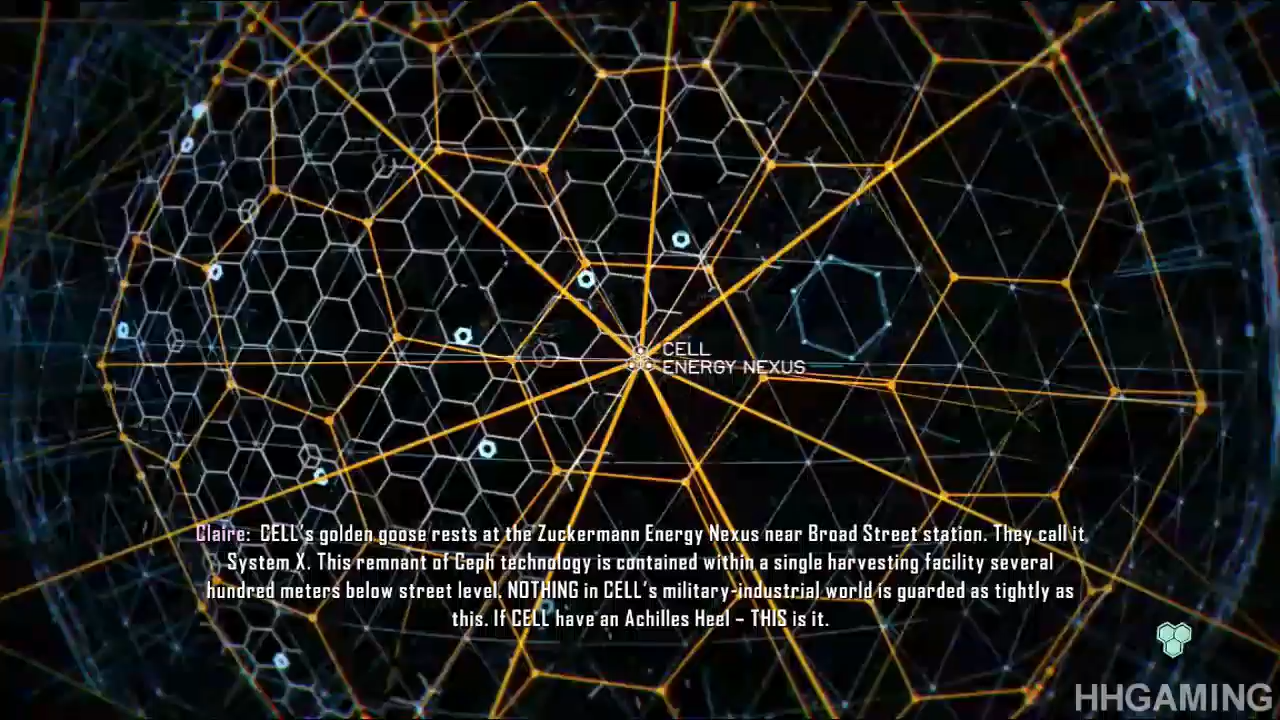 CELL
ENERGY NEXUS
Claire: CELL's golden goose rests at the Zuckermann Energy Nexus near Broad Street station. They call it
System X. This remnant of Ceph technology is contained within a single harvesting facility several
hundred meters below street level. NOTHING in CELL's military-industrial world is guarded as tightly as
this. If CELL have an Achilles Heel – THIS is it.
HHGAMING